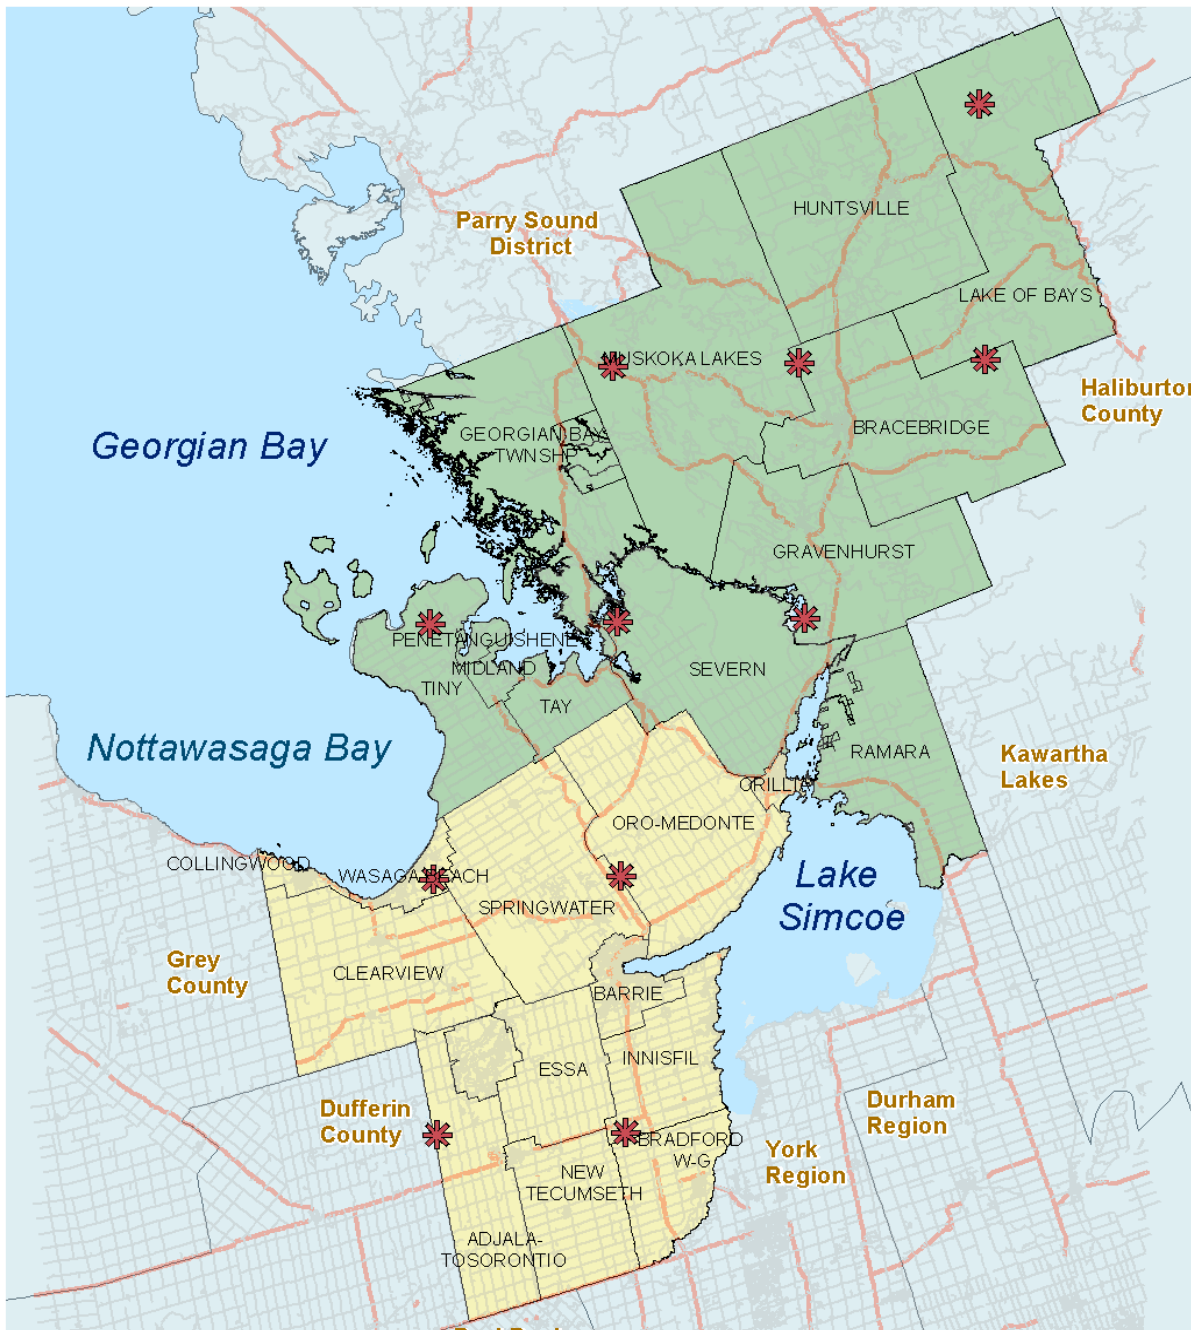 HUNTSVILLE
Parry Sound
District
LAKE OF BAYS
MUSKOKA LAKES
Haliburton
County
Georgian Bay
GEORGIAN BAY
TWNSHP
BRACEBRIDGE
GRAVENHURST
PENETANGUISHENE
MIDLAND
TINY
SEVERN
TAY
Nottawasaga Bay
RAMARA
Kawartha
Lakes
ORILLIA
ORO-MEDONTE
COLLINGWOOD
WASAGA BEACH
Lake
Simcoe
SPRINGWATER
Grey
County
CLEARVIEW
BARRIE
INNISFIL
ESSA
Dufferin
County
Durham
Region
BRADFORD
W-G
York
Region
NEW
TECUMSETH
ADJALA-
TOSORONTIO